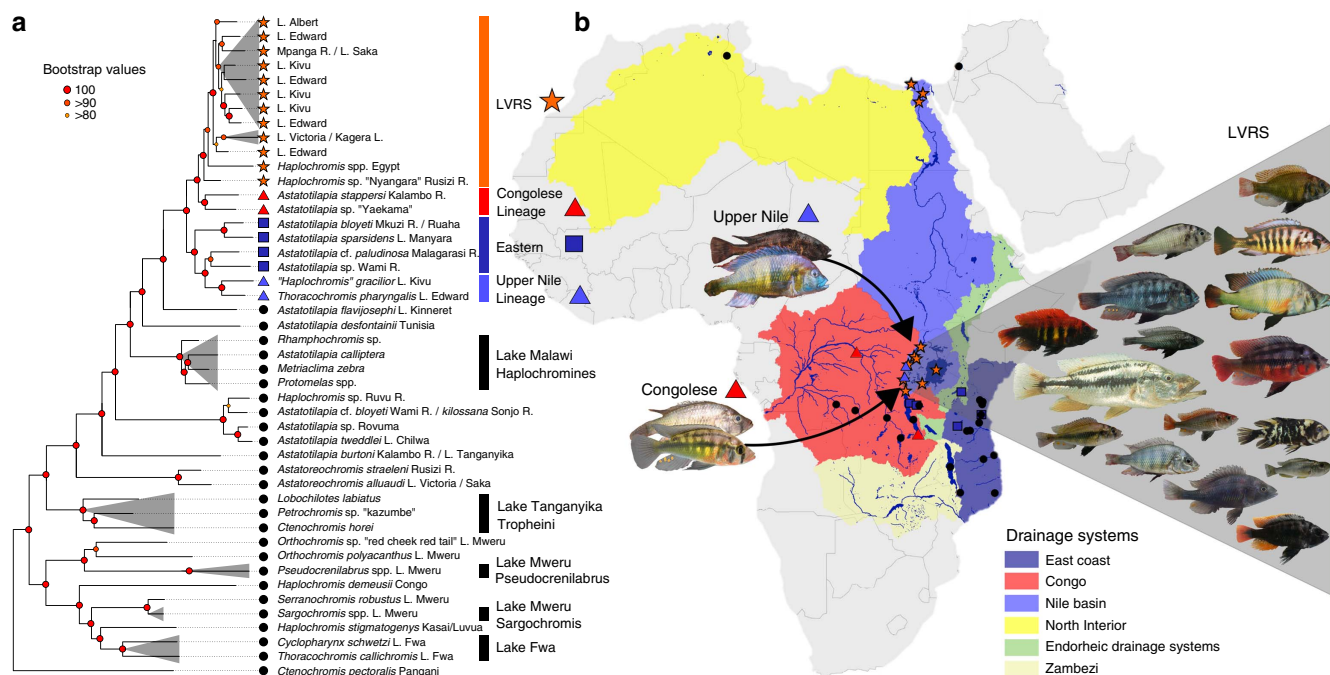 a
Bootstrap values
100
>90
>80
L. Albert
L. Edward
Mpanga R. / L. Saka
L. Kivu
L. Edward
L. Kivu
L. Kivu
L. Edward
L. Victoria / Kagera L.
L. Edward
Haplochromis spp. Egypt
Haplochromis sp. "Nyangara" Rusizi R.
Astatotilapia stappersi Kalambo R.
Astatotilapia sp. "Yaekama"
Astatotilapia bloyeti Mkuzi R. / Ruaha
Astatotilapia sparsidens L. Manyara
Astatotilapia cf. paludinosa Malagarasi R.
Astatotilapia sp. Wami R.
"Haplochromis" gracilior L. Kivu
Thoracochromis pharyngalis L. Edward
Astatotilapia flaviijosephi L. Kinneret
Astatotilapia desfontainii Tunisia
Rhamphochromis sp.
Astatotilapia calliptera
Metriaclima zebra
Protomelas spp.
Haplochromis sp. Ruvu R.
Astatotilapia cf. bloyeti Wami R. / kilossana Sonjo R.
Astatotilapia sp. Rovuma
Astatotilapia tweddlei L. Chilwa
Astatotilapia burtoni Kalambo R. / L. Tanganyika
Astatoreochromis straeleni Rusizi R.
Astatoreochromis alluaudi L. Victoria / Saka
Lobochilotes labiatus
Petrochromis sp. "kazumbe"
Ctenochromis horei
Orthochromis sp. "red cheek red tail" L. Mweru
Orthochromis polyacanthus L. Mweru
Pseudocrenilabrus spp. L. Mweru
Haplochromis demeusii Congo
Serranochromis robustus L. Mweru
Sargochromis spp. L. Mweru
Haplochromis stigmatogenys Kasai/Luvua
Cyclopharynx schwetzi L. Fwa
Thoracochromis callichromis L. Fwa
Ctenochromis pectoralis Pangani
LVRS
Congolese
Lineage
Eastern
Upper Nile
Lineage
Lake Malawi
Haplochromines
Lake Tanganyika
Tropheini
Lake Mweru
Pseudocrenilabrus
Lake Mweru
Sargochromis
Lake Fwa
b
LVRS
Upper Nile
Congolese
Drainage systems
East coast
Congo
Nile basin
North Interior
Endorheic drainage systems
Zambezi